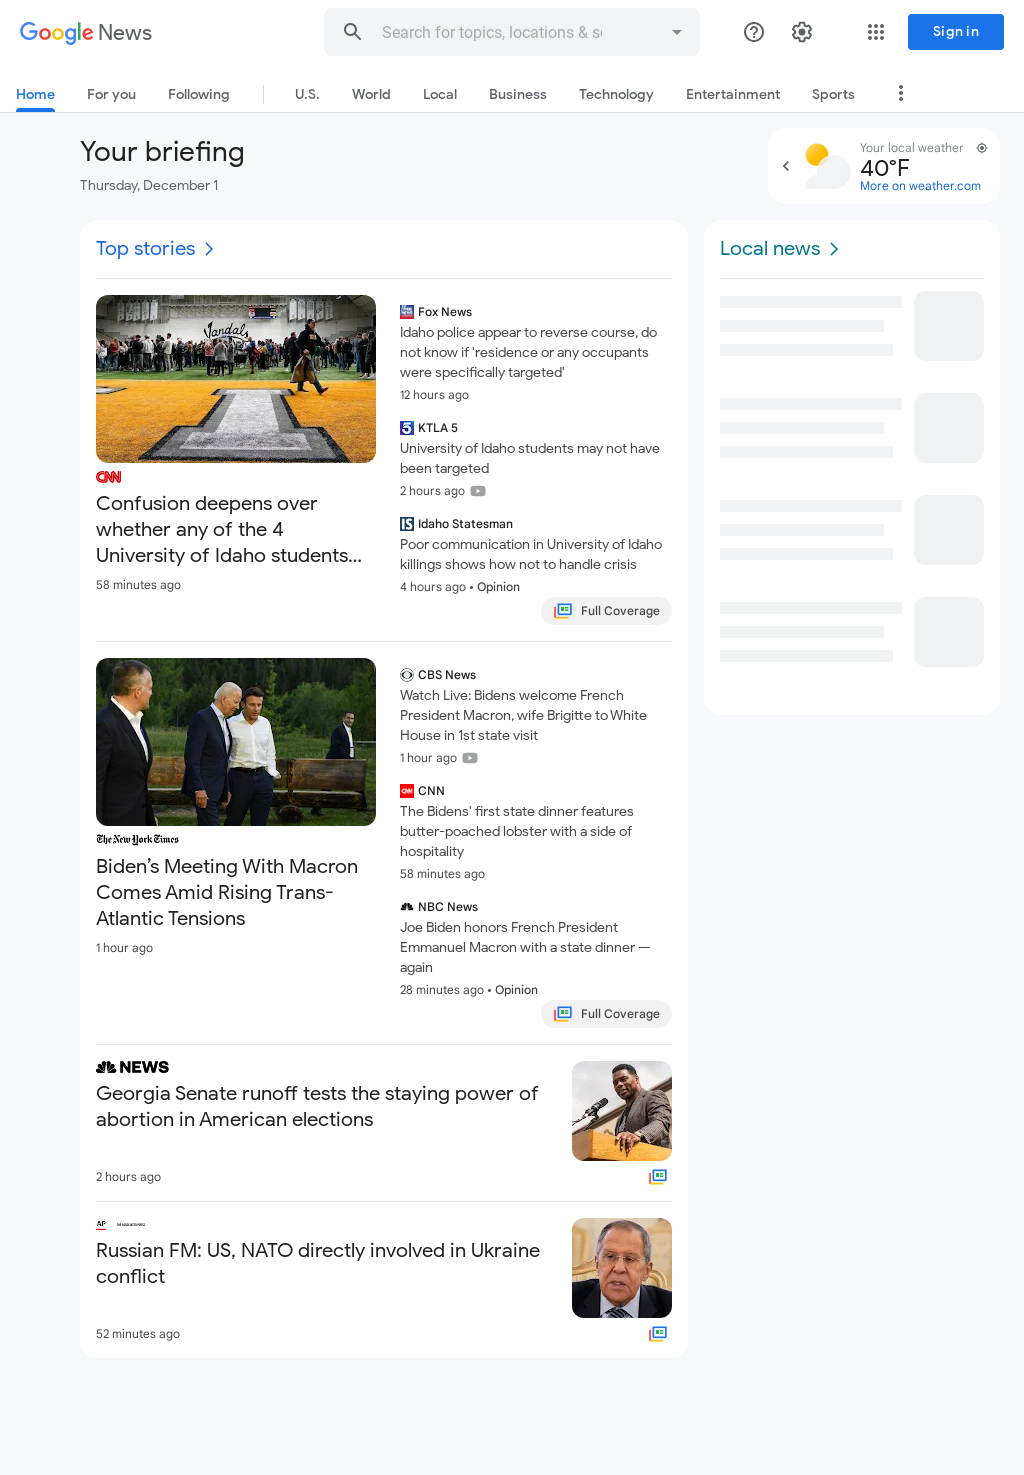 Google News
Search for topics, locations & so
Sign in
Home
For you
Following
U.S.
World
Local
Business
Technology
Entertainment
Sports
Your briefing
Thursday, December 1
Your local weather
40°F
More on weather.com
Top stories
Vandals
CNN
Confusion deepens over
whether any of the 4
University of Idaho students...
58 minutes ago
Fox News
Idaho police appear to reverse course, do
not know if 'residence or any occupants
were specifically targeted'
12 hours ago
KTLA 5
University of Idaho students may not have
been targeted
2 hours ago
Idaho Statesman
Poor communication in University of Idaho
killings shows how not to handle crisis
4 hours ago • Opinion
Full Coverage
The New York Times
Biden’s Meeting With Macron
Comes Amid Rising Trans-
Atlantic Tensions
1 hour ago
CBS News
Watch Live: Bidens welcome French
President Macron, wife Brigitte to White
House in 1st state visit
1 hour ago
CNN
The Bidens' first state dinner features
butter-poached lobster with a side of
hospitality
58 minutes ago
NBC News
Joe Biden honors French President
Emmanuel Macron with a state dinner —
again
28 minutes ago • Opinion
Full Coverage
NEWS
Georgia Senate runoff tests the staying power of
abortion in American elections
2 hours ago
AP THE ASSOCIATED PRESS
Russian FM: US, NATO directly involved in Ukraine
conflict
52 minutes ago
Local news